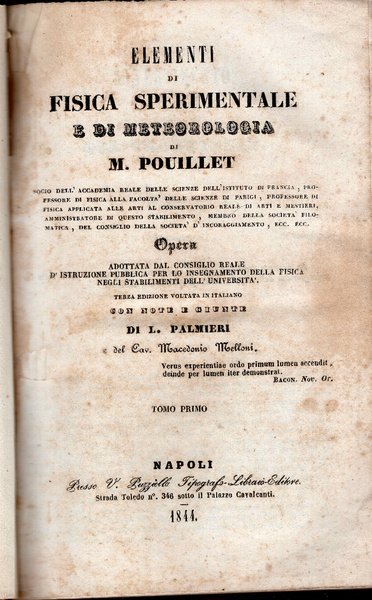 ELEMENTI
DI
FISICA SPERIMENTALE
E DI METEOROLOGIA
DI
M. POUILLET
SOCIO DELL'ACCADEMIA REALE DELLE SCIENZE DELL'ISTITUTO DI FRANCIA, PRO-
FESSORE DI FISICA ALLA FACOLTA' DELLE SCIENZE DI PARIGI, PROFESSORE DI
FISICA APPLICATA ALLE ARTI AL CONSERVATORIO REALE DI ARTI E MESTIERI,
AMMINISTRATORE DI QUESTO STABILIMENTO, MEMBRO DELLA SOCIETA' FILO-
MATICA, DEL CONSIGLIO DELLA SOCIETA' D'INCORAGGIAMENTO, ECC. ECC.
Opera
ADOTTATA DAL CONSIGLIO REALE
D'ISTRUZIONE PUBBLICA PER LO INSEGNAMENTO DELLA FISICA
NEGLI STABILIMENTI DELL'UNIVERSITA'.
TERZA EDIZIONE VOLTATA IN ITALIANO
CON NOTE E GIUNTE
DI L. PALMIERI
e del Cav. Macedonio Melloni.
Verus experientiae ordo primum lumen accendit,
deinde per lumen iter demonstrat.
BACON. Nov. Or.
TOMO PRIMO
NAPOLI
Presso V. Puzziello Tipografo-Libraio-Editore.
Strada Toledo n°. 346 sotto il Palazzo Cavalcanti.
1844.